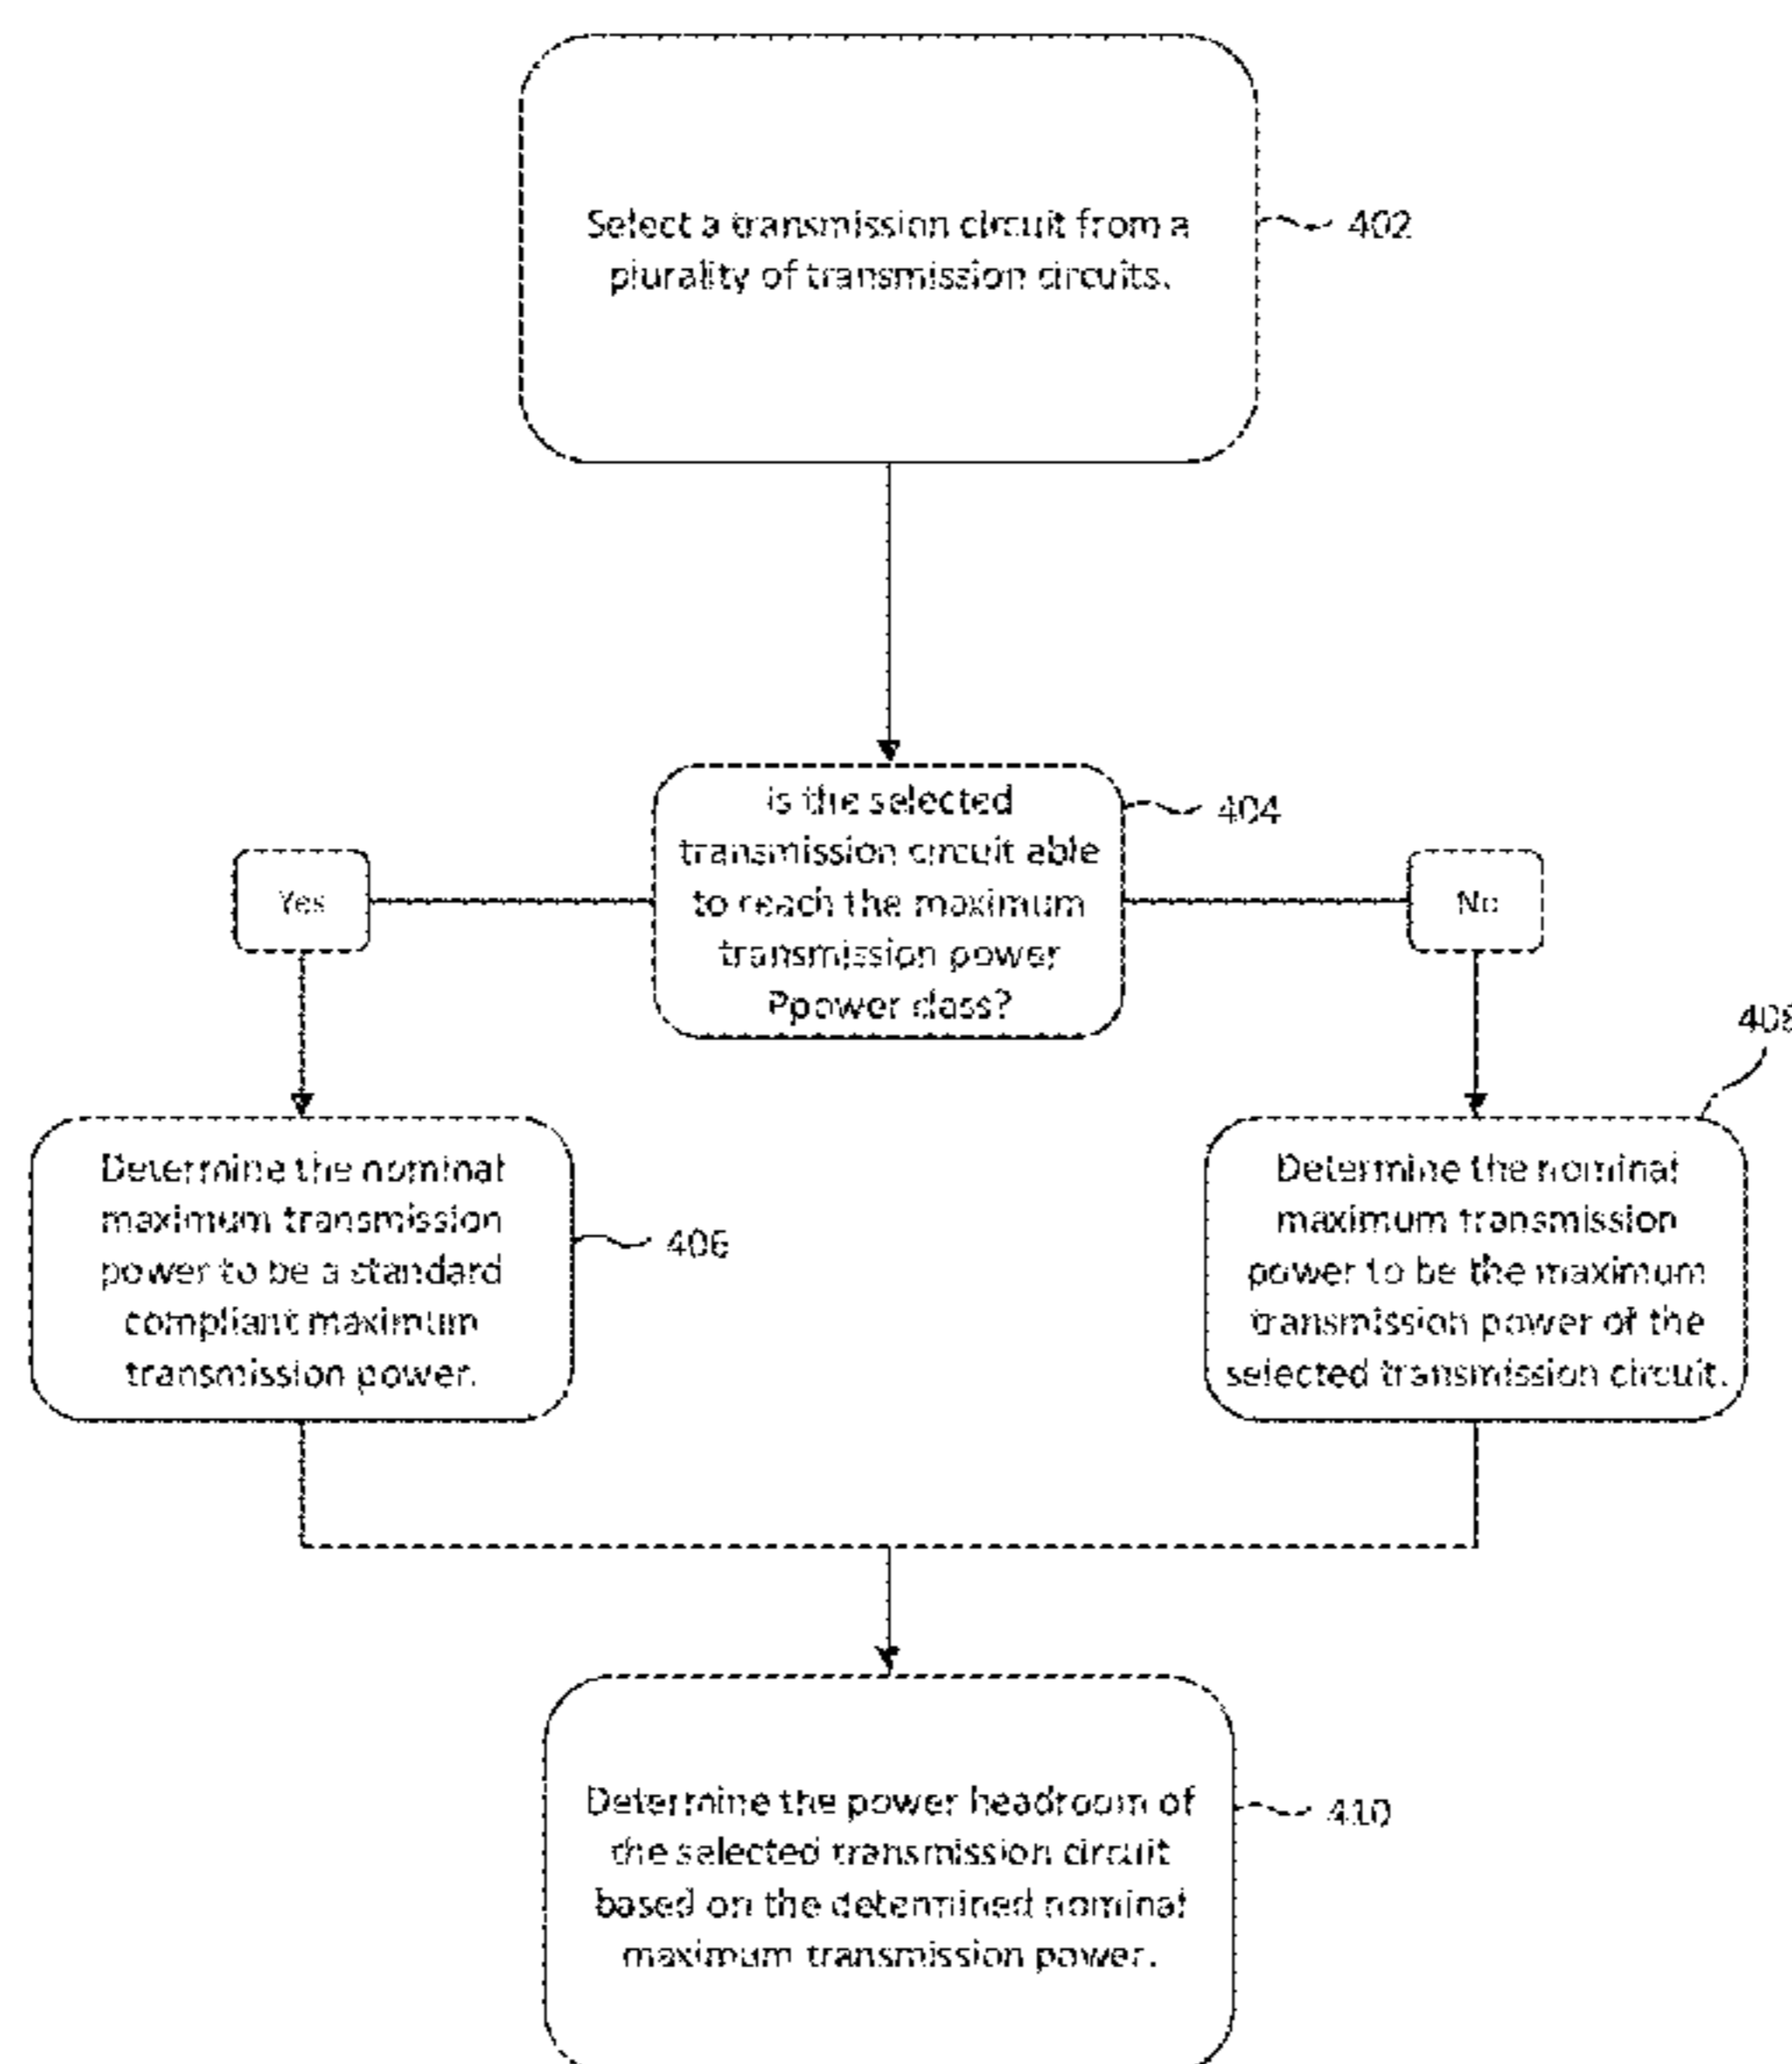 Select a transmission circuit from a
plurality of transmission circuits.
402
is the selected
transmission circuit able
to reach the maximum
transmission power
Ppower class?
404
Yes
No
408
Determine the nominal
maximum transmission
power to be a standard
compliant maximum
transmission power.
406
Determine the nominal
maximum transmission
power to be the maximum
transmission power of the
selected transmission circuit.
Determine the power headroom of
the selected transmission circuit
based on the determined nominal
maximum transmission power.
410